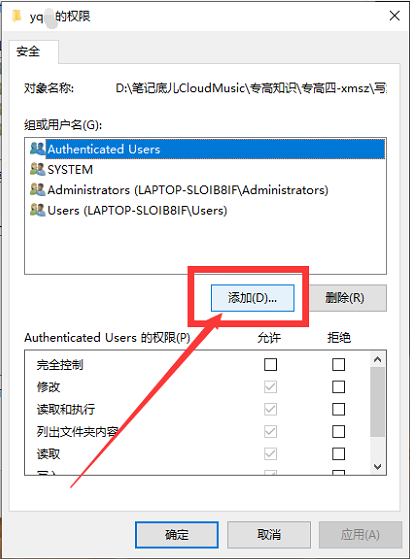 yq 的权限
安全
对象名称: D:\笔记底儿CloudMusic\专高知识\专高四-xmsz\写
组或用户名(G):
Authenticated Users
SYSTEM
Administrators (LAPTOP-SLOIB8IF\Administrators)
Users (LAPTOP-SLOIB8IF\Users)
添加(D)... 删除(R)
Authenticated Users 的权限(P) 允许 拒绝
完全控制
修改
读取和执行
列出文件夹内容
读取
确定 取消 应用(A)